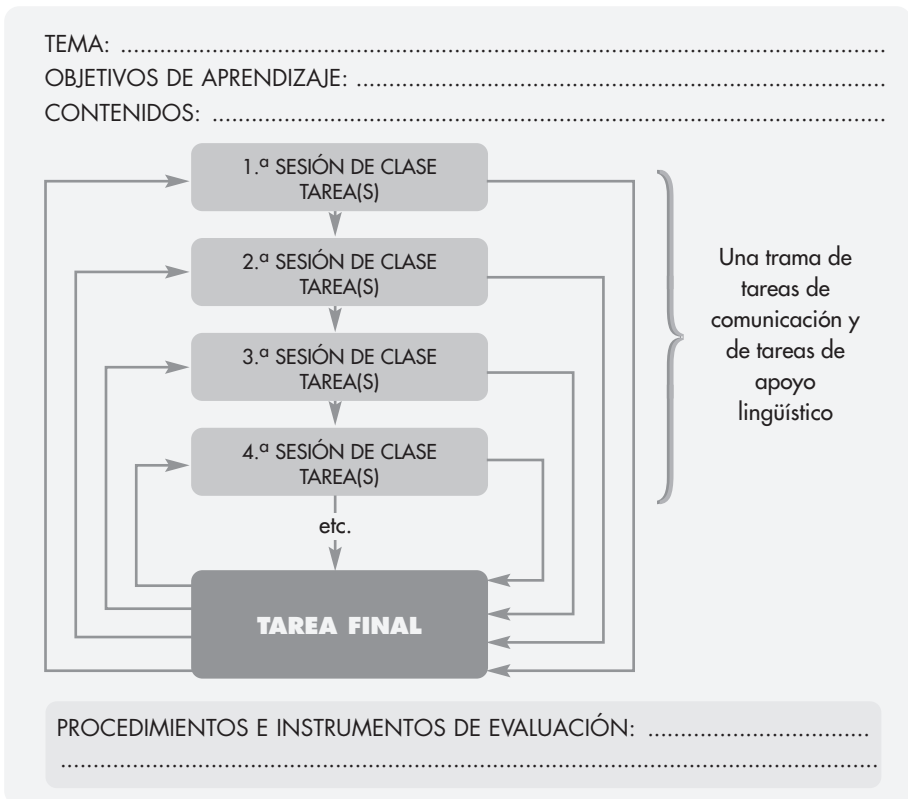 TEMA: ........................................................................................................
OBJETIVOS DE APRENDIZAJE: ........................................................................
CONTENIDOS: ............................................................................................
1.ª SESIÓN DE CLASE
TAREA(S)
2.ª SESIÓN DE CLASE
TAREA(S)
3.ª SESIÓN DE CLASE
TAREA(S)
4.ª SESIÓN DE CLASE
TAREA(S)
etc.
TAREA FINAL
Una trama de
tareas de
comunicación y
de tareas de
apoyo
lingüístico
PROCEDIMIENTOS E INSTRUMENTOS DE EVALUACIÓN: .................................
................................................................................................................